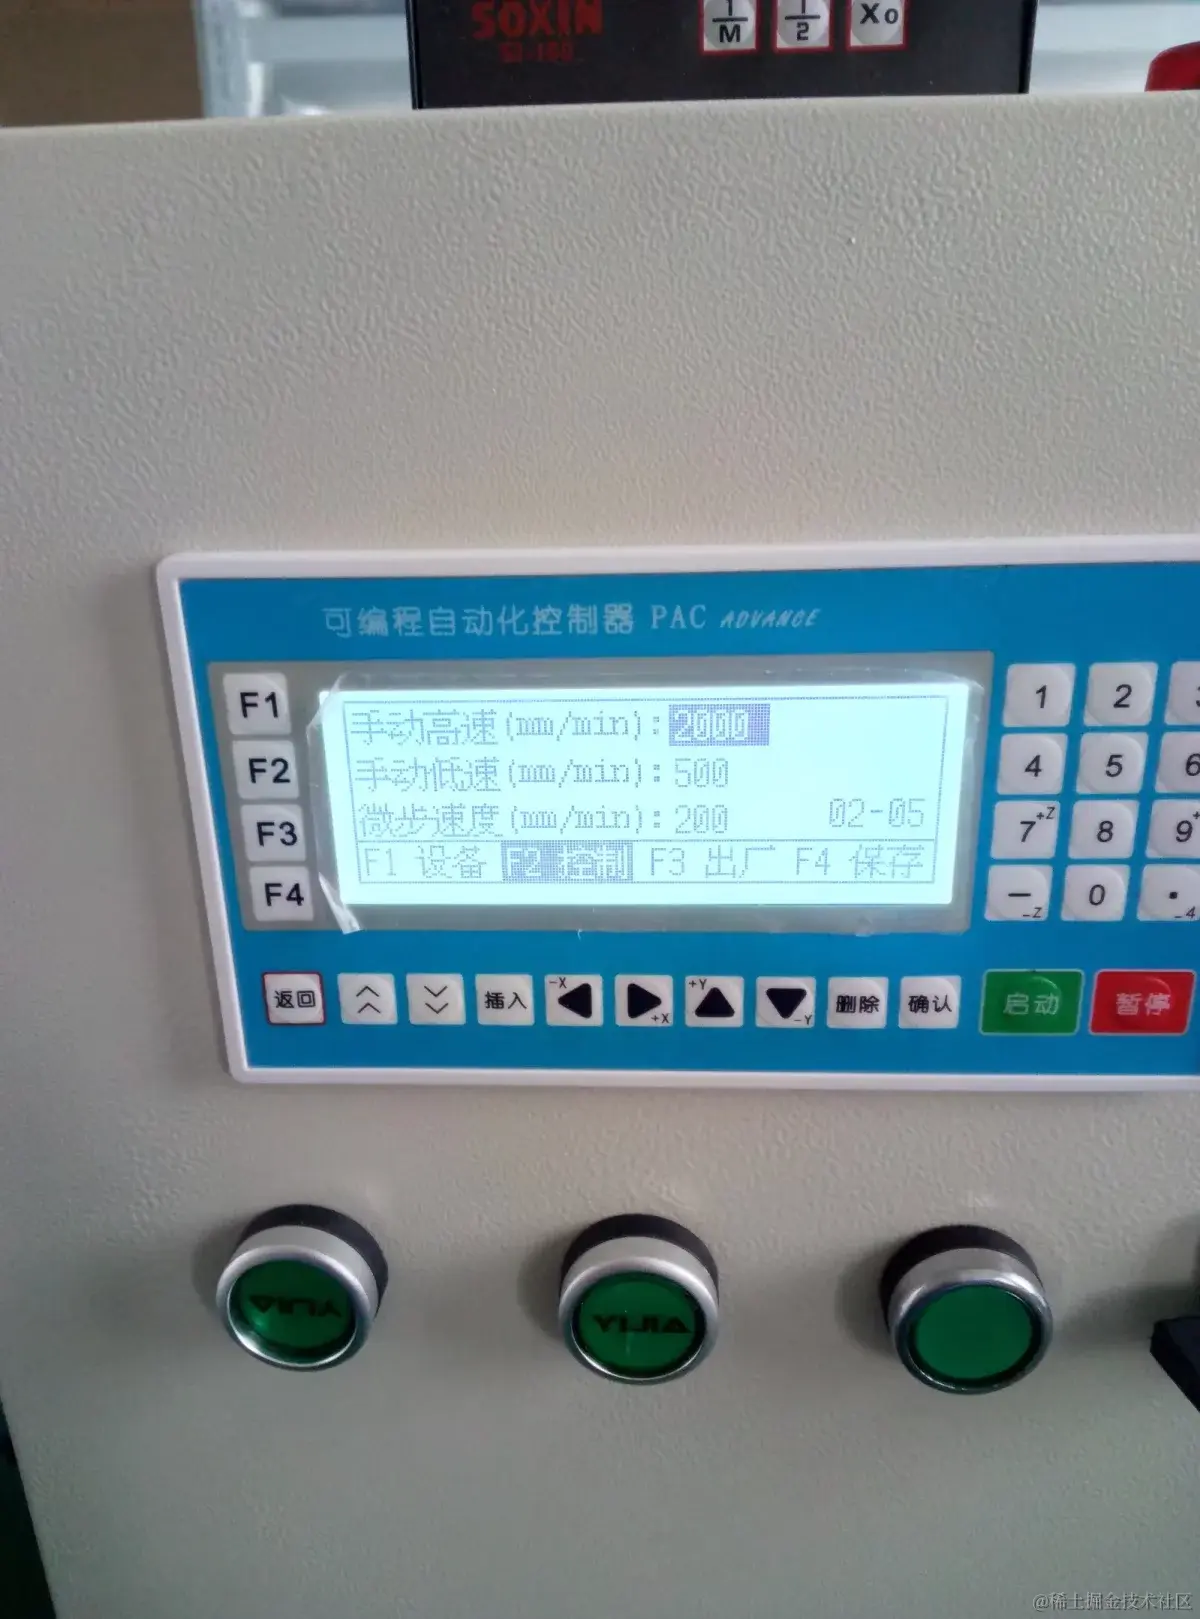 SOXIN
1/M 1/2 X0
可编程自动化控制器 PAC ADVANCE
F1
F2
F3
F4
手动高速(mm/min): 2000
手动低速(mm/min): 500
微步速度(mm/min): 200 02-05
F1 设备 F2 控制 F3 出厂 F4 保存
1 2
4 5 6
7 +Z 8 9 +
— -Z 0 . -4
返回 插入 -X +X +Y -Y 删除 确认 启动 暂停
YIJIA YIJIA
@稀土掘金技术社区